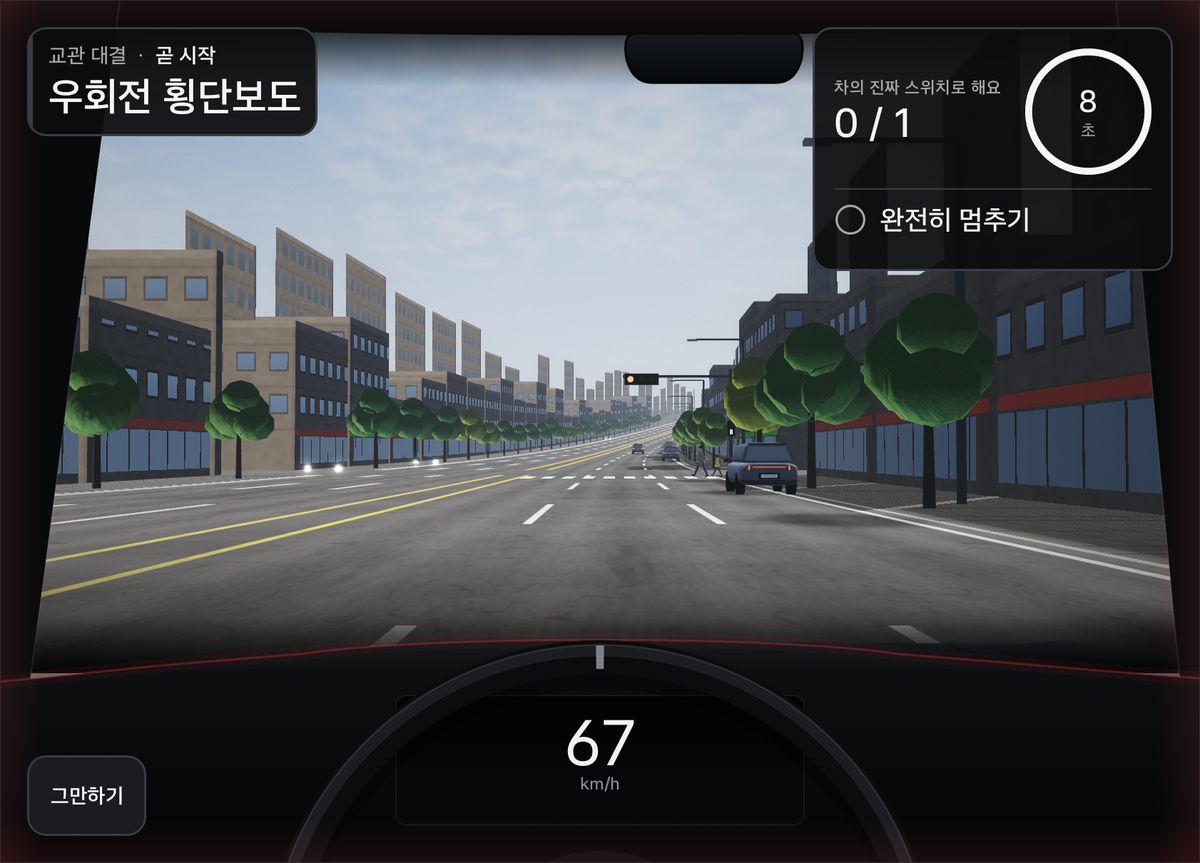 교관 대결 · 곧 시작
우회전 횡단보도
차의 진짜 스위치로 해요
0 / 1
8
초
완전히 멈추기
67
km/h
그만하기